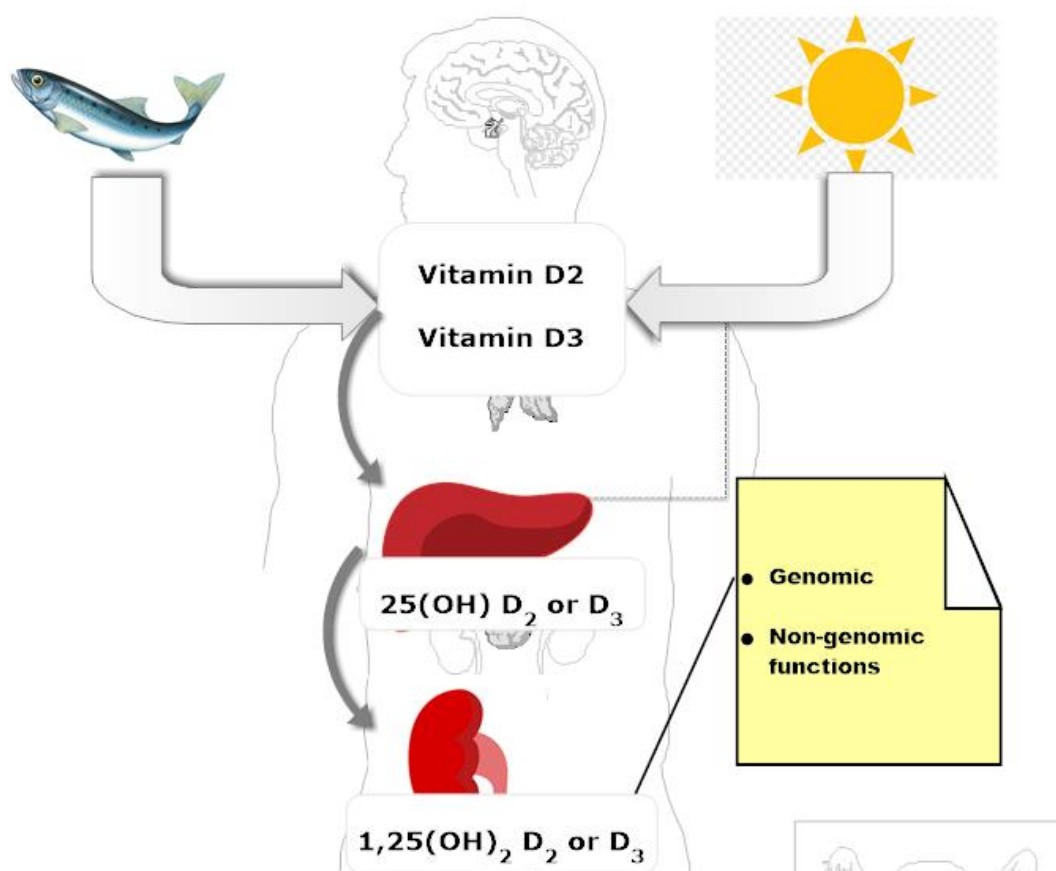 Vitamin D2
Vitamin D3
25(OH) D₂ or D₃
• Genomic
• Non-genomic
functions
1,25(OH)₂ D₂ or D₃